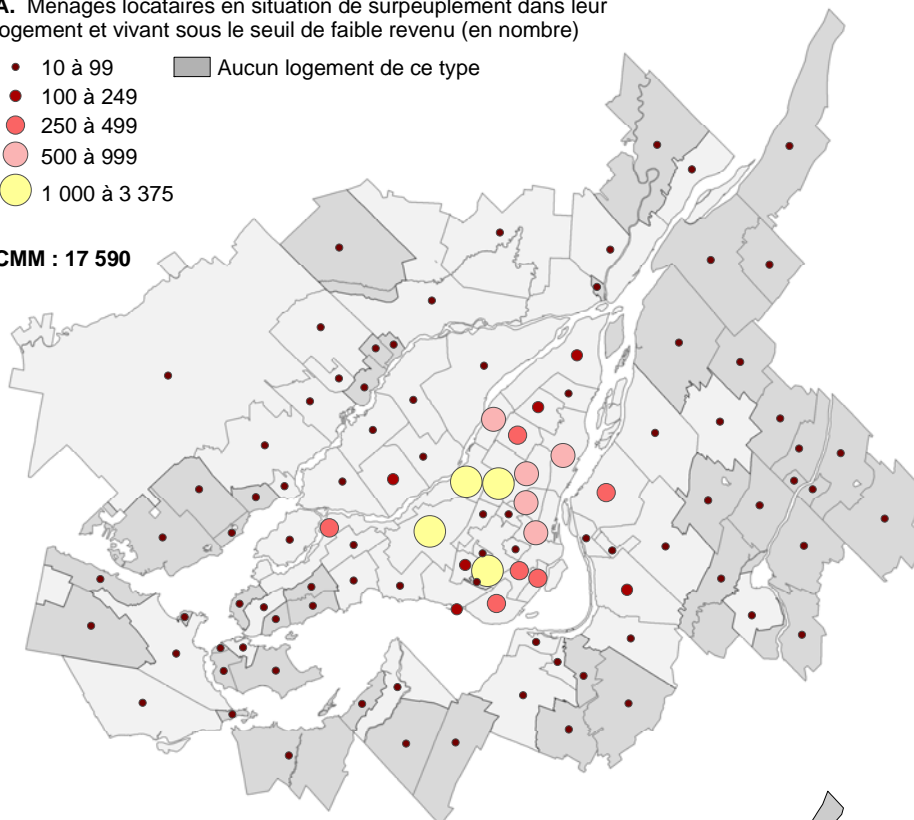 A. Ménages locataires en situation de surpeuplement dans leur
logement et vivant sous le seuil de faible revenu (en nombre)
10 à 99
Aucun logement de ce type
100 à 249
250 à 499
500 à 999
1 000 à 3 375
CMM : 17 590